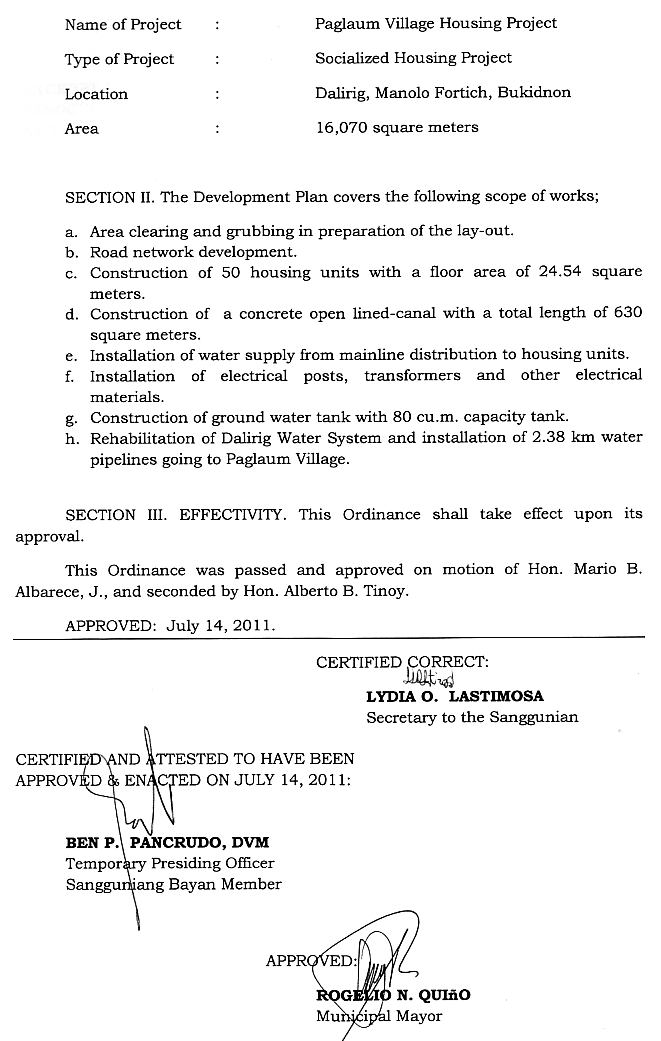 Name of Project : Paglaum Village Housing Project
Type of Project : Socialized Housing Project
Location : Dalirig, Manolo Fortich, Bukidnon
Area : 16,070 square meters
SECTION II. The Development Plan covers the following scope of works;
a. Area clearing and grubbing in preparation of the lay-out.
b. Road network development.
c. Construction of 50 housing units with a floor area of 24.54 square
meters.
d. Construction of a concrete open lined-canal with a total length of 630
square meters.
e. Installation of water supply from mainline distribution to housing units.
f. Installation of electrical posts, transformers and other electrical
materials.
g. Construction of ground water tank with 80 cu.m. capacity tank.
h. Rehabilitation of Dalirig Water System and installation of 2.38 km water
pipelines going to Paglaum Village.
SECTION III. EFFECTIVITY. This Ordinance shall take effect upon its
approval.
This Ordinance was passed and approved on motion of Hon. Mario B.
Albarece, J., and seconded by Hon. Alberto B. Tinoy.
APPROVED: July 14, 2011.
CERTIFIED CORRECT:
LYDIA O. LASTIMOSA
Secretary to the Sanggunian
CERTIFIED AND ATTESTED TO HAVE BEEN
APPROVED & ENACTED ON JULY 14, 2011:
BEN P. PANCRUDO, DVM
Temporary Presiding Officer
Sangguniang Bayan Member
APPROVED:
ROGELIO N. QUIñO
Municipal Mayor